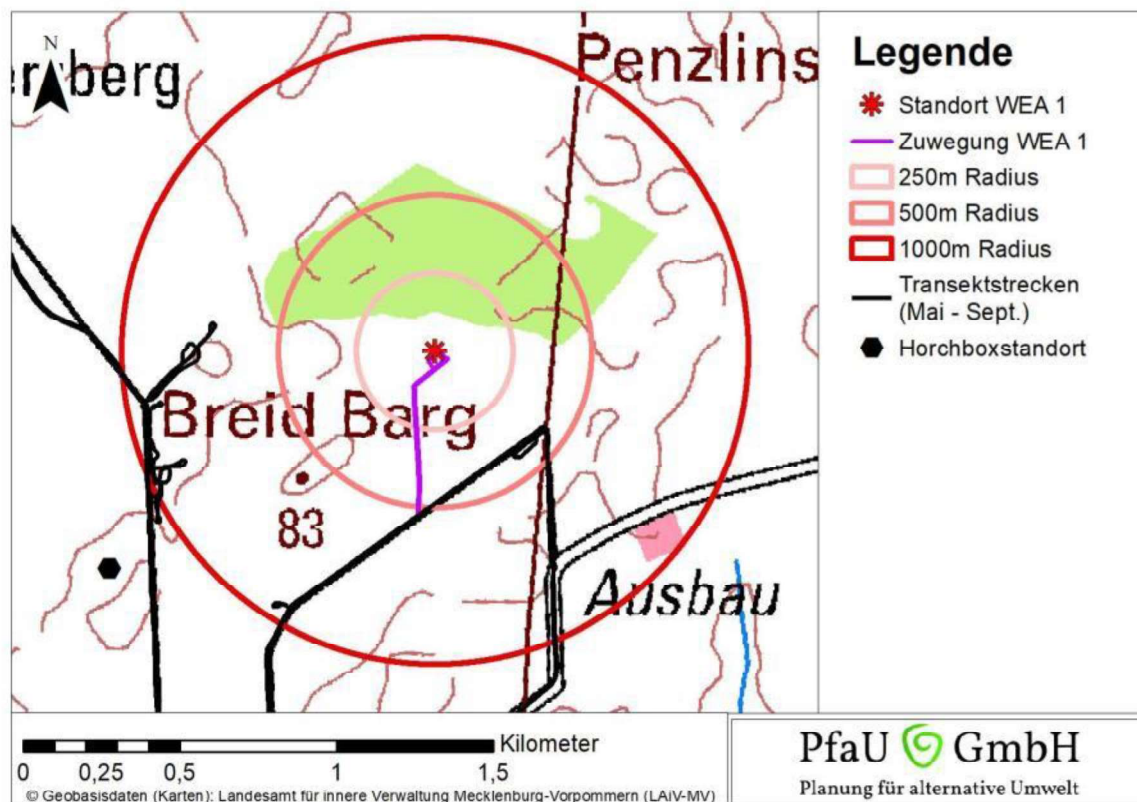 N
Penzlins
Breid Barg
83
Ausbau
Legende
Standort WEA 1
Zuwegung WEA 1
250m Radius
500m Radius
1000m Radius
Transektstrecken
(Mai - Sept.)
Horchboxstandort
Kilometer
0 0,25 0,5 1 1,5
© Geobasisdaten (Karten): Landesamt für innere Verwaltung Mecklenburg-Vorpommern (LAiV-MV)
PfaU GmbH
Planung für alternative Umwelt